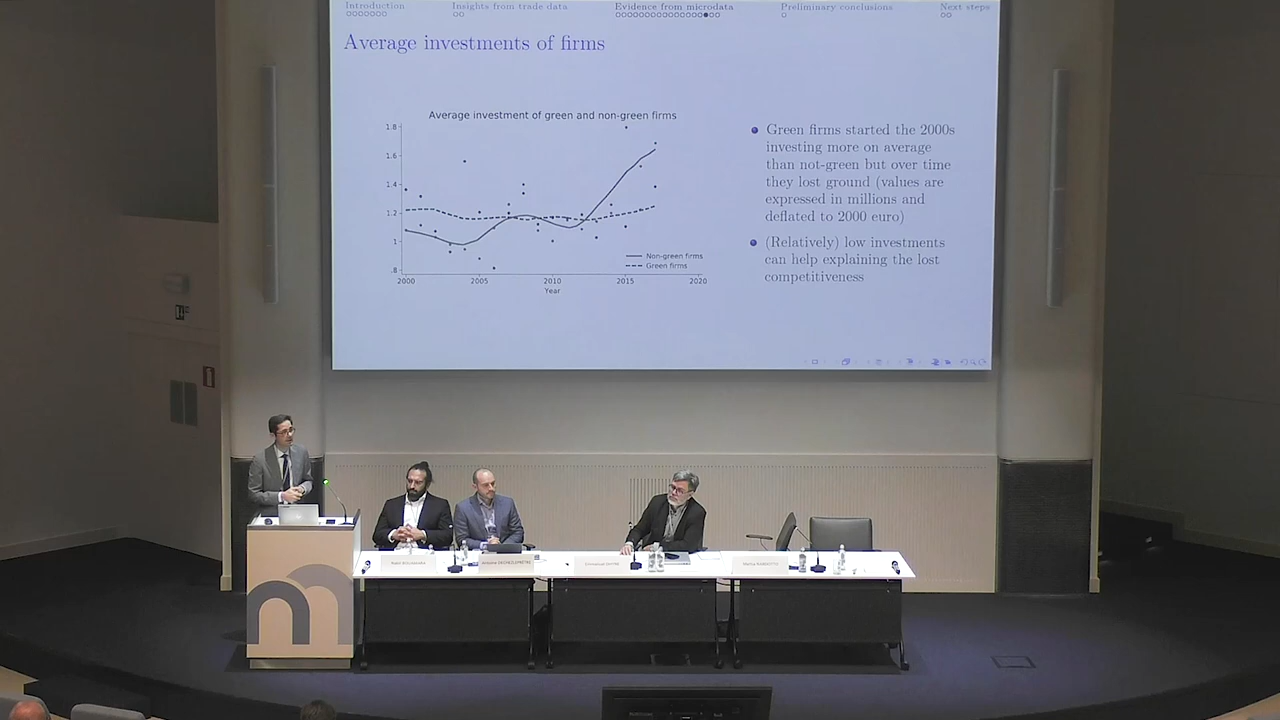 Introduction
Insights from trade data
Evidence from microdata
Preliminary conclusions
Next steps
Average investments of firms
Average investment of green and non-green firms
1.8
1.6
1.4
1.2
1
.8
2000
2005
2010
2015
2020
Year
Non-green firms
Green firms
Green firms started the 2000s
investing more on average
than not-green but over time
they lost ground (values are
expressed in millions and
deflated to 2000 euro)
(Relatively) low investments
can help explaining the lost
competitiveness